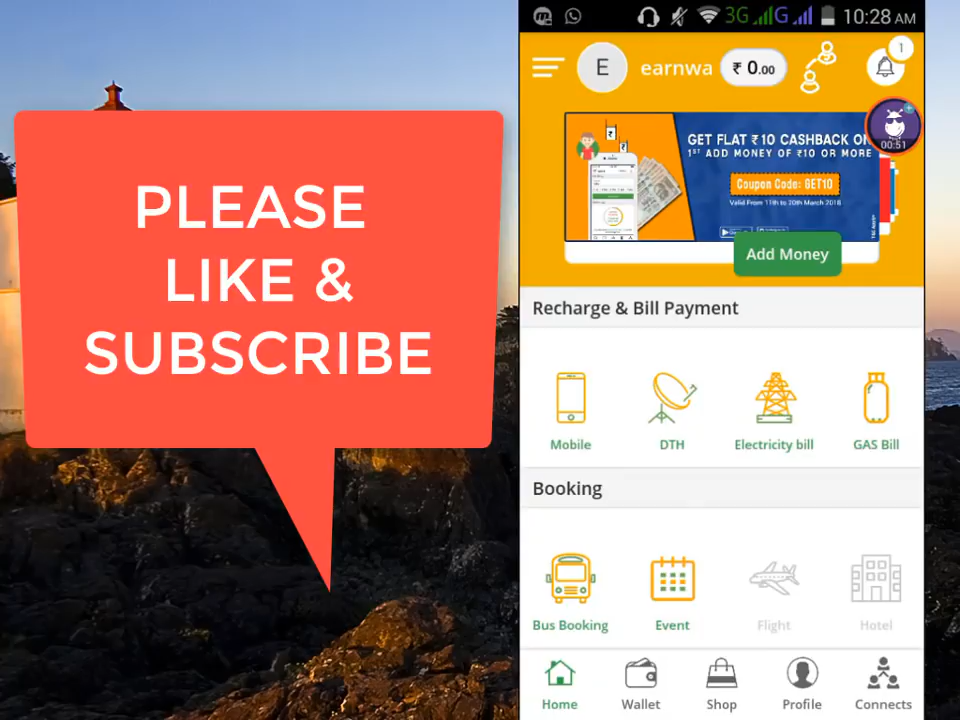 PLEASE
LIKE &
SUBSCRIBE
3G G 10:28 AM
E earnwa ₹ 0.00 1
00:51
GET FLAT ₹10 CASHBACK ON
1ST ADD MONEY OF ₹10 OR MORE
Coupon Code: GET10
Valid From 11th to 20th March 2018
Add Money
Recharge & Bill Payment
Mobile DTH Electricity bill GAS Bill
Booking
Bus Booking Event Flight Hotel
Home Wallet Shop Profile Connects